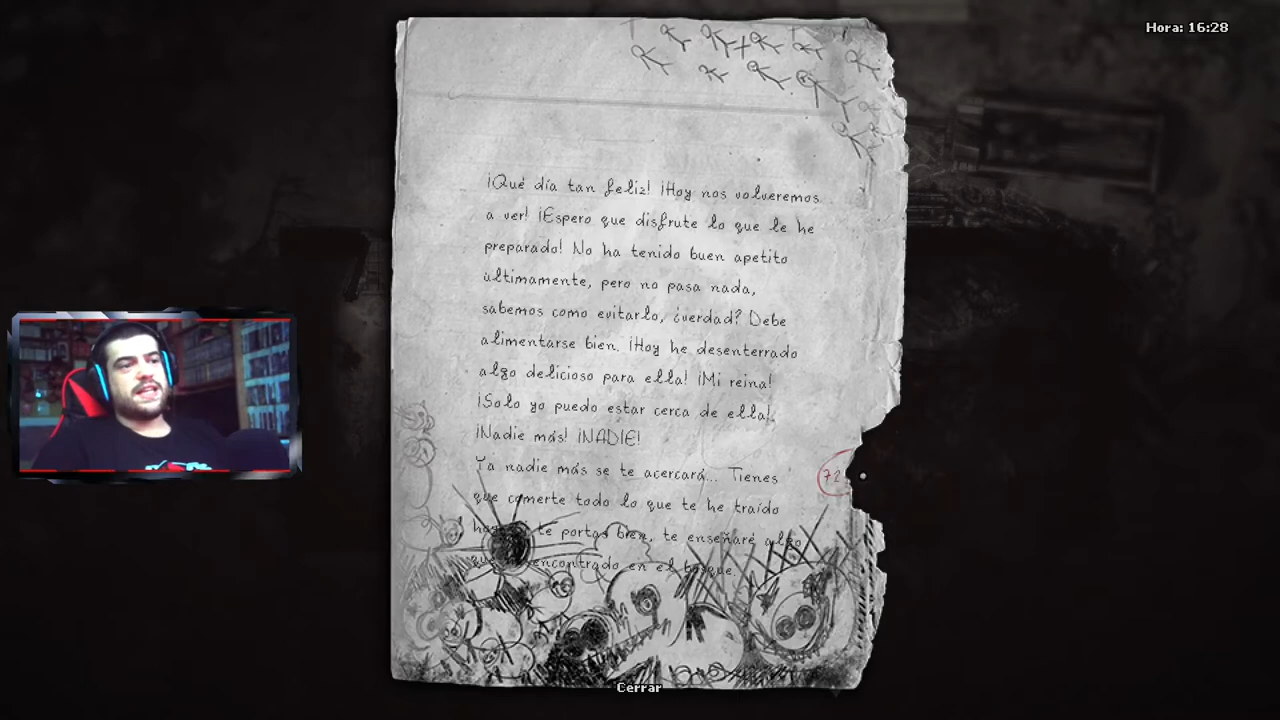 Hora: 16:28
¡Qué día tan feliz! ¡Hoy nos volveremos
a ver! ¡Espero que disfrute lo que le he
preparado! No ha tenido buen apetito
últimamente, pero no pasa nada,
sabemos como evitarlo, ¿verdad? Debe
alimentarse bien. ¡Hoy he desenterrado
algo delicioso para ella! ¡Mi reina!
¡Solo yo puedo estar cerca de ella!
¡Nadie más! ¡NADIE!
Ya nadie más se te acercará... Tienes
72
que comerte todo lo que te he traído
te portas bien, te enseñaré algo
encontrado en el bosque.
Cerrar